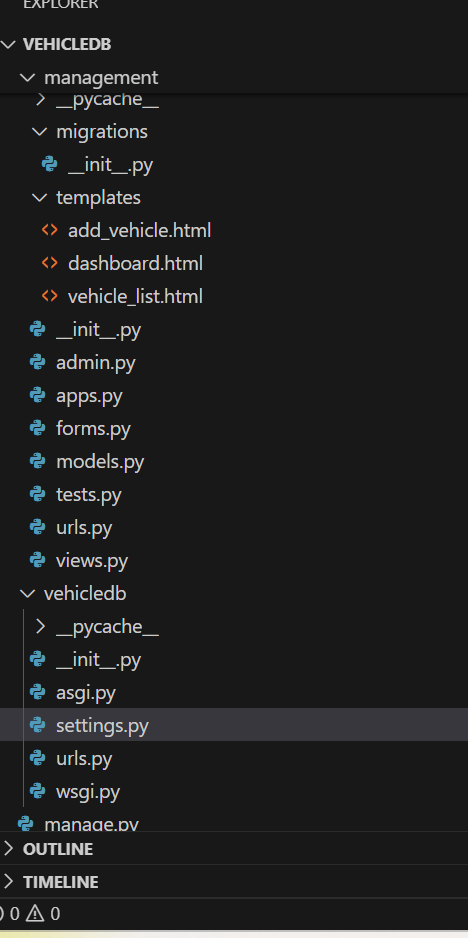 EXPLORER
VEHICLEDB
management
__pycache__
migrations
__init__.py
templates
add_vehicle.html
dashboard.html
vehicle_list.html
__init__.py
admin.py
apps.py
forms.py
models.py
tests.py
urls.py
views.py
vehicledb
__pycache__
__init__.py
asgi.py
settings.py
urls.py
wsgi.py
manage.py
OUTLINE
TIMELINE
0 0